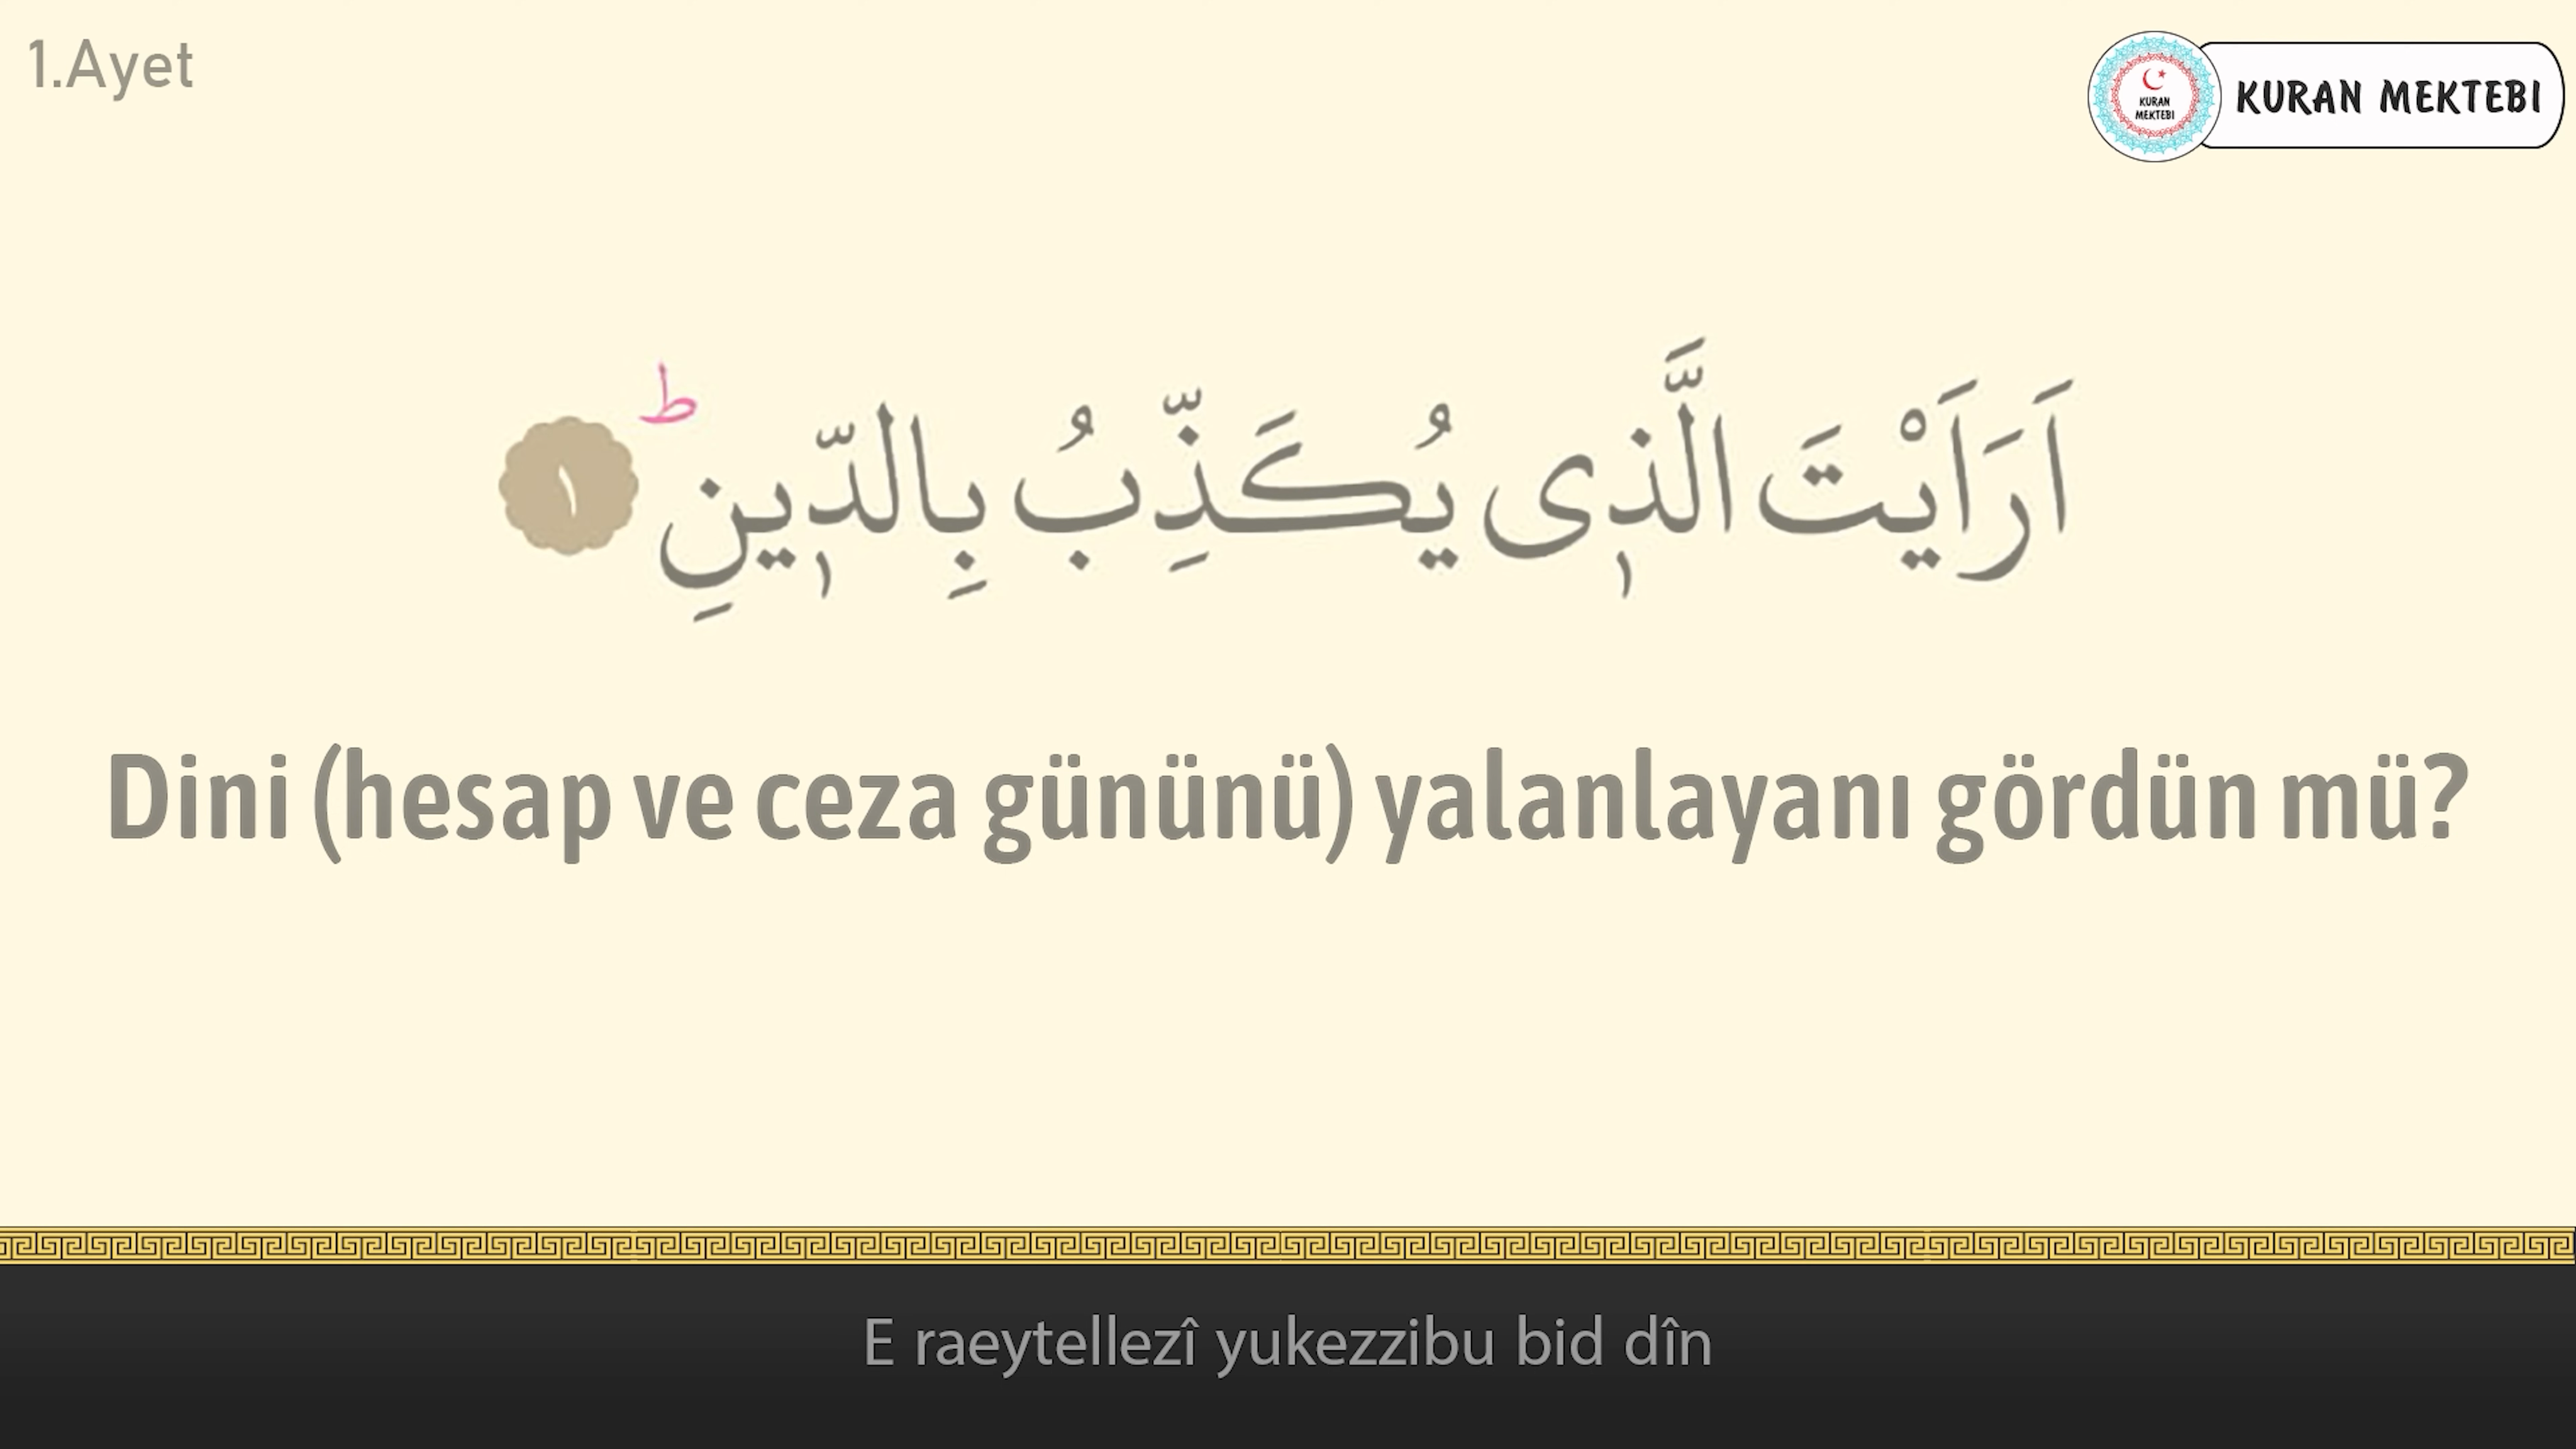 1.Ayet
KURAN
MEKTEBI
KURAN MEKTEBI
ط
اَرَاَيْتَ الَّذٖى يُكَذِّبُ بِالدّٖينِ ١
Dini (hesap ve ceza gününü) yalanlayanı gördün mü?
E raeytellezî yukezzibu bid dîn